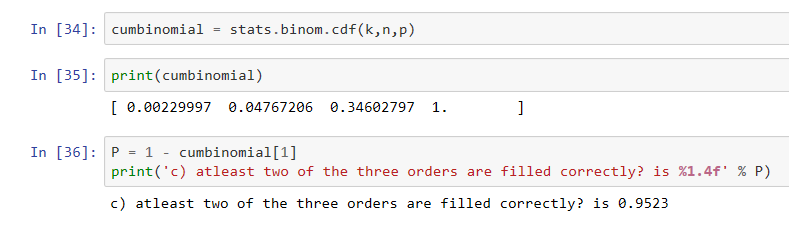 In [34]: cumbinomial = stats.binom.cdf(k,n,p)
In [35]: print(cumbinomial)
[ 0.00229997  0.04767206  0.34602797  1.        ]
In [36]: P = 1 - cumbinomial[1]
print('c) atleast two of the three orders are filled correctly? is %1.4f' % P)
c) atleast two of the three orders are filled correctly? is 0.9523